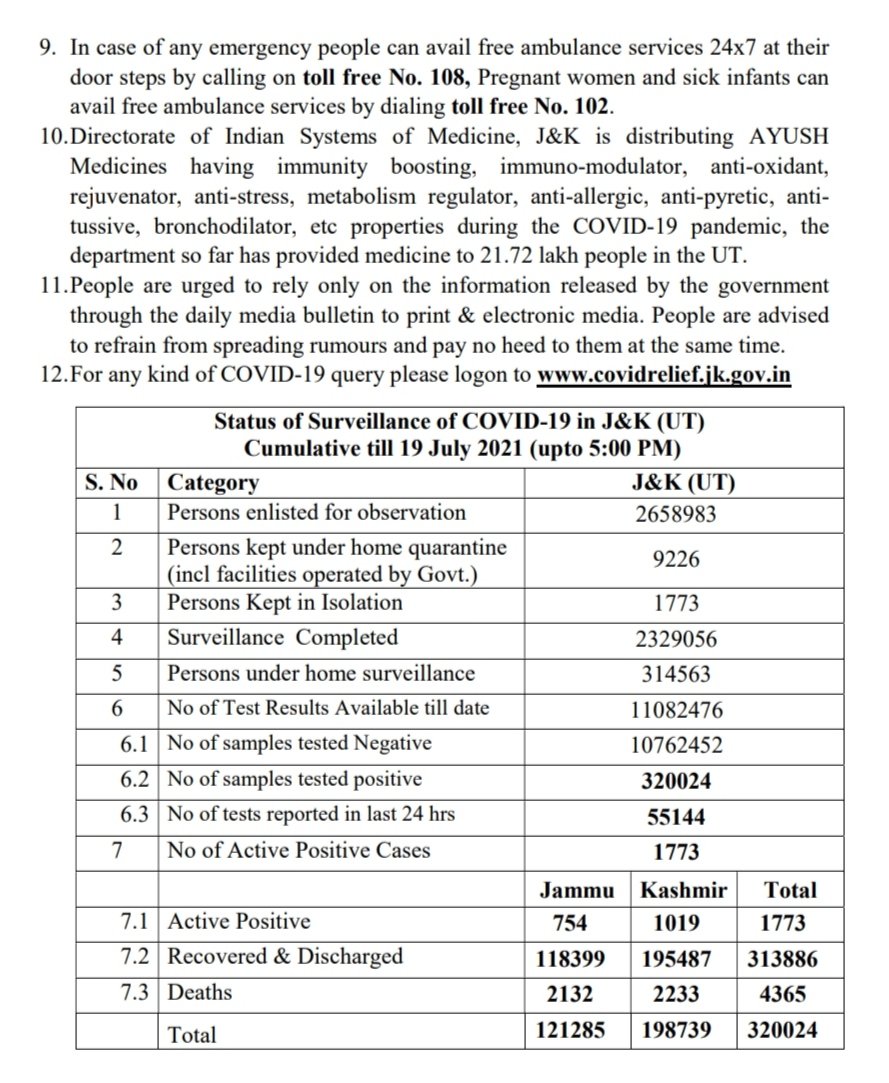 9. In case of any emergency people can avail free ambulance services 24x7 at their
door steps by calling on toll free No. 108, Pregnant women and sick infants can
avail free ambulance services by dialing toll free No. 102.
10.Directorate of Indian Systems of Medicine, J&K is distributing AYUSH
Medicines having immunity boosting, immuno-modulator, anti-oxidant,
rejuvenator, anti-stress, metabolism regulator, anti-allergic, anti-pyretic, anti-
tussive, bronchodilator, etc properties during the COVID-19 pandemic, the
department so far has provided medicine to 21.72 lakh people in the UT.
11.People are urged to rely only on the information released by the government
through the daily media bulletin to print & electronic media. People are advised
to refrain from spreading rumours and pay no heed to them at the same time.
12.For any kind of COVID-19 query please logon to www.covidrelief.jk.gov.in
Status of Surveillance of COVID-19 in J&K (UT)
Cumulative till 19 July 2021 (upto 5:00 PM)
S. No Category J&K (UT)
1 Persons enlisted for observation 2658983
2 Persons kept under home quarantine
(incl facilities operated by Govt.) 9226
3 Persons Kept in Isolation 1773
4 Surveillance Completed 2329056
5 Persons under home surveillance 314563
6 No of Test Results Available till date 11082476
6.1 No of samples tested Negative 10762452
6.2 No of samples tested positive 320024
6.3 No of tests reported in last 24 hrs 55144
7 No of Active Positive Cases 1773
Jammu Kashmir Total
7.1 Active Positive 754 1019 1773
7.2 Recovered & Discharged 118399 195487 313886
7.3 Deaths 2132 2233 4365
Total 121285 198739 320024